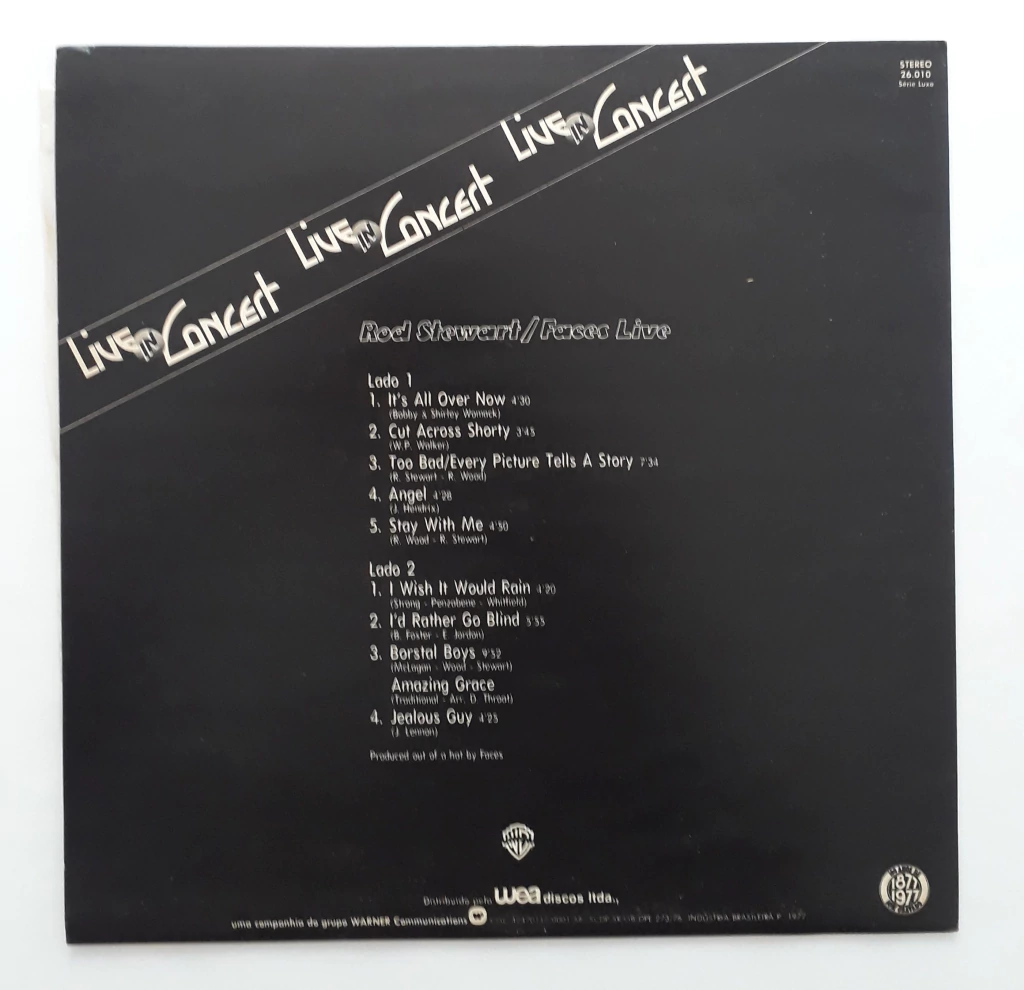 STEREO
26.010
Série Luxo
Live in Concert
Live in Concert
Live in Concert
Rod Stewart/Faces Live
Lado 1
1. It's All Over Now 4'30
(Bobby & Shirley Womack)
2. Cut Across Shorty 3'45
(W.P. Walker)
3. Too Bad/Every Picture Tells A Story 7'34
(R. Stewart - R. Wood)
4. Angel 4'28
(J. Hendrix)
5. Stay With Me 4'50
(R. Wood - R. Stewart)
Lado 2
1. I Wish It Would Rain 4'20
(Strong - Penzabene - Whitfield)
2. I'd Rather Go Blind 5'55
(B. Foster - E. Jordan)
3. Borstal Boys 9'52
(McLagan - Wood - Stewart)
Amazing Grace
(Traditional - Arr. D. Throat)
4. Jealous Guy 4'25
(J. Lennon)
Produced out of a hat by Faces
1877
1977
Distribuido pela wea discos ltda.,
uma companhia do grupo WARNER Communications INDÚSTRIA BRASILEIRA P. 1977